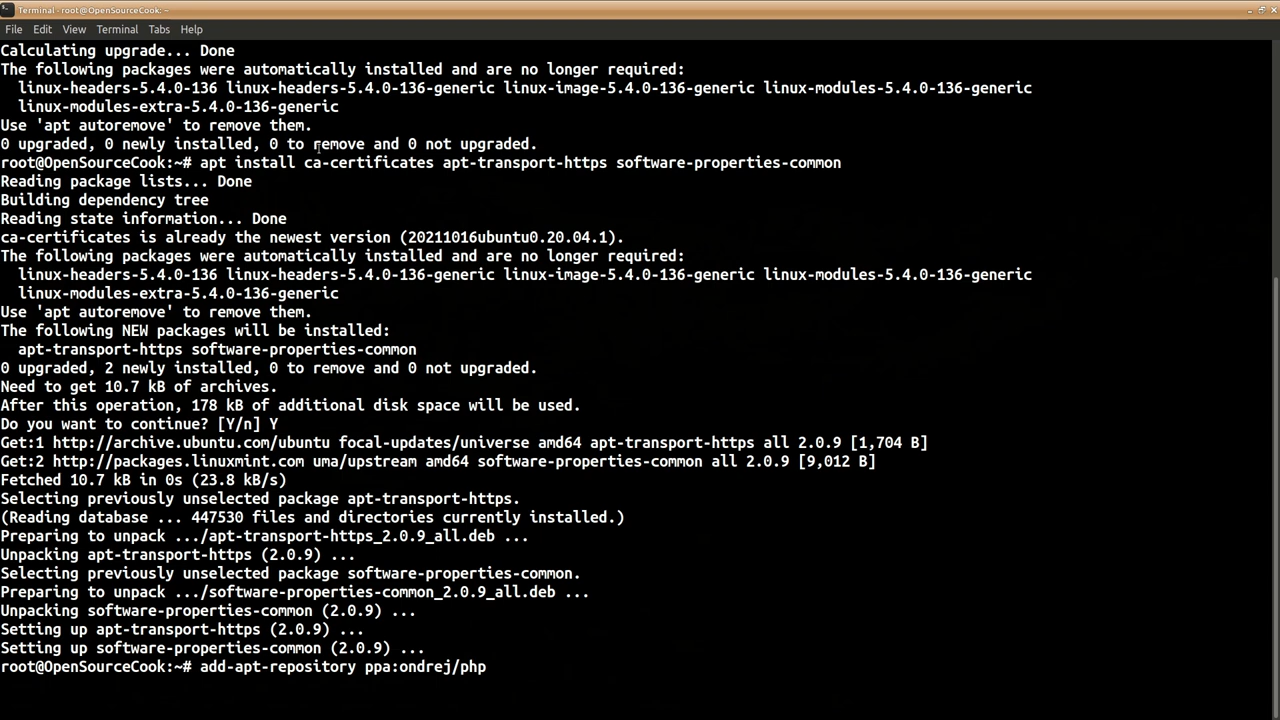 Terminal - root@OpenSourceCook: ~
File Edit View Terminal Tabs Help
Calculating upgrade... Done
The following packages were automatically installed and are no longer required:
  linux-headers-5.4.0-136 linux-headers-5.4.0-136-generic linux-image-5.4.0-136-generic linux-modules-5.4.0-136-generic
  linux-modules-extra-5.4.0-136-generic
Use 'apt autoremove' to remove them.
0 upgraded, 0 newly installed, 0 to remove and 0 not upgraded.
root@OpenSourceCook:~# apt install ca-certificates apt-transport-https software-properties-common
Reading package lists... Done
Building dependency tree
Reading state information... Done
ca-certificates is already the newest version (20211016ubuntu0.20.04.1).
The following packages were automatically installed and are no longer required:
  linux-headers-5.4.0-136 linux-headers-5.4.0-136-generic linux-image-5.4.0-136-generic linux-modules-5.4.0-136-generic
  linux-modules-extra-5.4.0-136-generic
Use 'apt autoremove' to remove them.
The following NEW packages will be installed:
  apt-transport-https software-properties-common
0 upgraded, 2 newly installed, 0 to remove and 0 not upgraded.
Need to get 10.7 kB of archives.
After this operation, 178 kB of additional disk space will be used.
Do you want to continue? [Y/n] Y
Get:1 http://archive.ubuntu.com/ubuntu focal-updates/universe amd64 apt-transport-https all 2.0.9 [1,704 B]
Get:2 http://packages.linuxmint.com uma/upstream amd64 software-properties-common all 2.0.9 [9,012 B]
Fetched 10.7 kB in 0s (23.8 kB/s)
Selecting previously unselected package apt-transport-https.
(Reading database ... 447530 files and directories currently installed.)
Preparing to unpack .../apt-transport-https_2.0.9_all.deb ...
Unpacking apt-transport-https (2.0.9) ...
Selecting previously unselected package software-properties-common.
Preparing to unpack .../software-properties-common_2.0.9_all.deb ...
Unpacking software-properties-common (2.0.9) ...
Setting up apt-transport-https (2.0.9) ...
Setting up software-properties-common (2.0.9) ...
root@OpenSourceCook:~# add-apt-repository ppa:ondrej/php